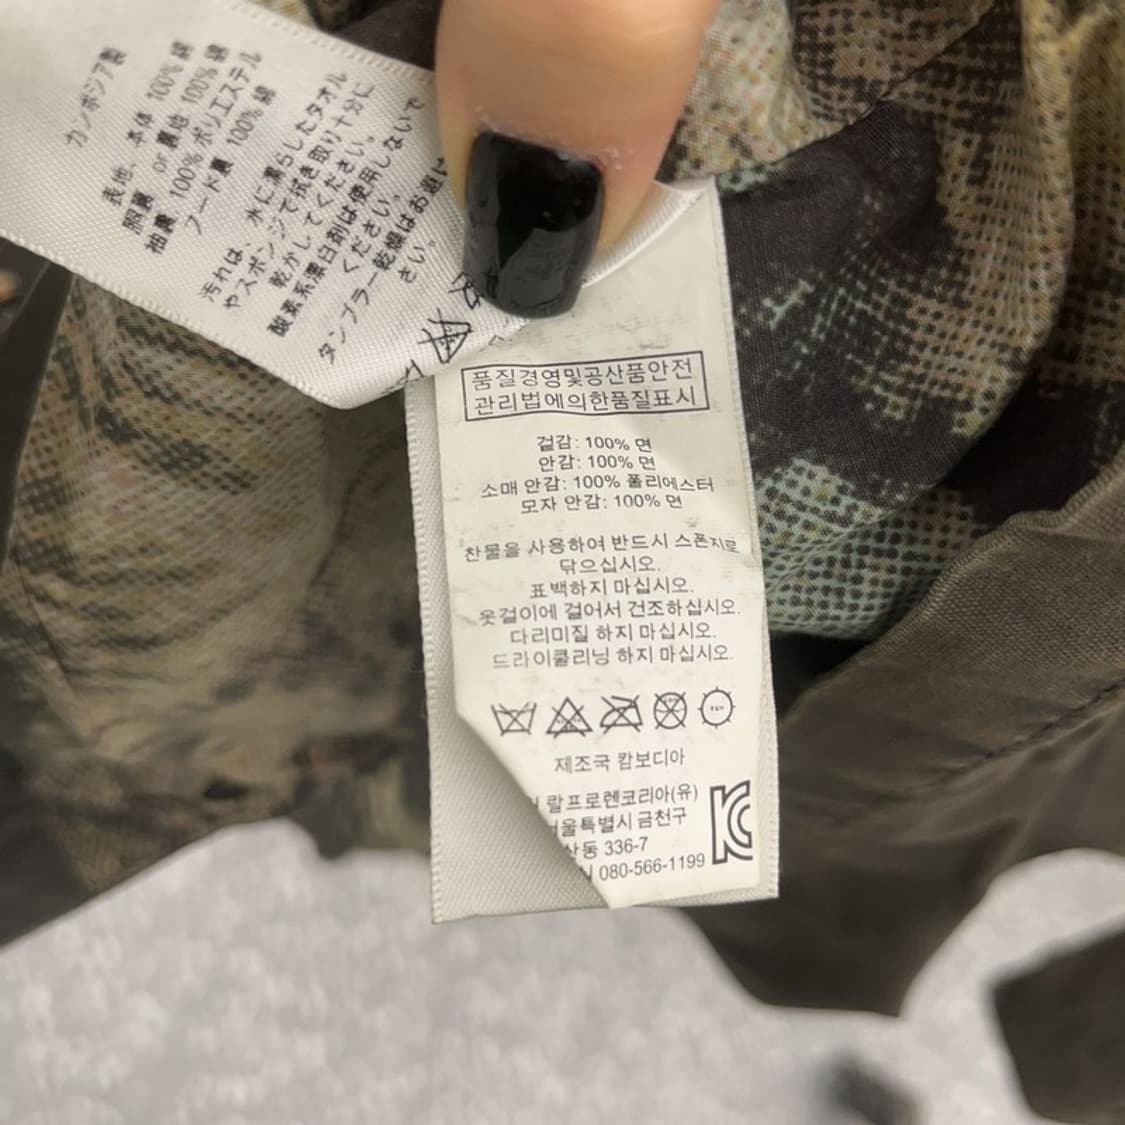 カンボジア製
表地、本体 100% 綿
照裏 or 裏地 100% 綿
袖裏 100% ポリエステル
フード裏 100% 綿
汚れは、水に濡らしたタオル
やスポンジで拭き取り十分に
乾かしてください。
酸素系漂白剤は使用しないで
ください。
タンブラー乾燥はお避け
さい。
품질경영및공산품안전
관리법에의한품질표시
겉감: 100% 면
안감: 100% 면
소매 안감: 100% 폴리에스터
모자 안감: 100% 면
찬물을 사용하여 반드시 스폰지로
닦으십시오.
표백하지 마십시오.
옷걸이에 걸어서 건조하십시오.
다리미질 하지 마십시오.
드라이클리닝 하지 마십시오.
제조국 캄보디아
랄프로렌코리아(유)
서울특별시 금천구
산동 336-7
080-566-1199
KC